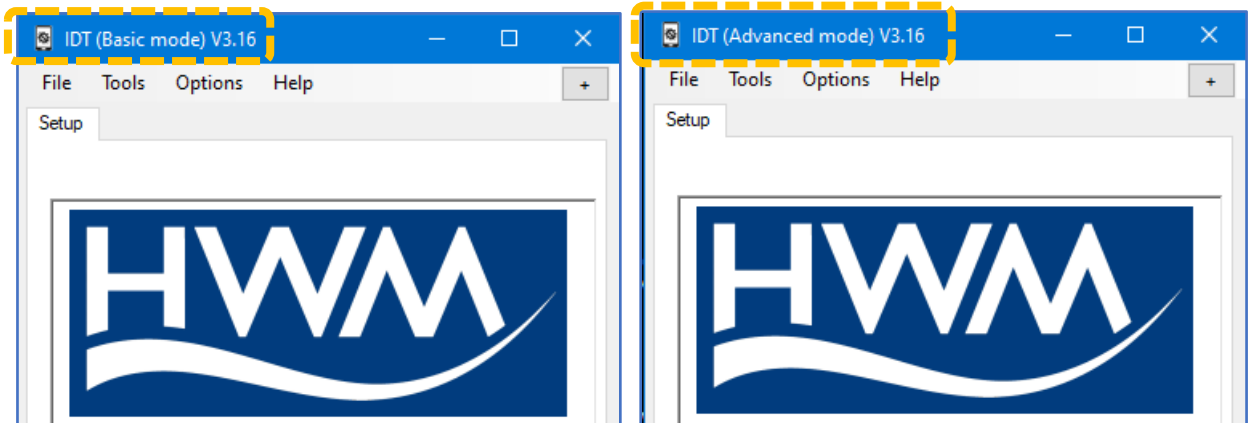 IDT (Basic mode) V3.16
File Tools Options Help +
Setup
HWM
IDT (Advanced mode) V3.16
File Tools Options Help +
Setup
HWM